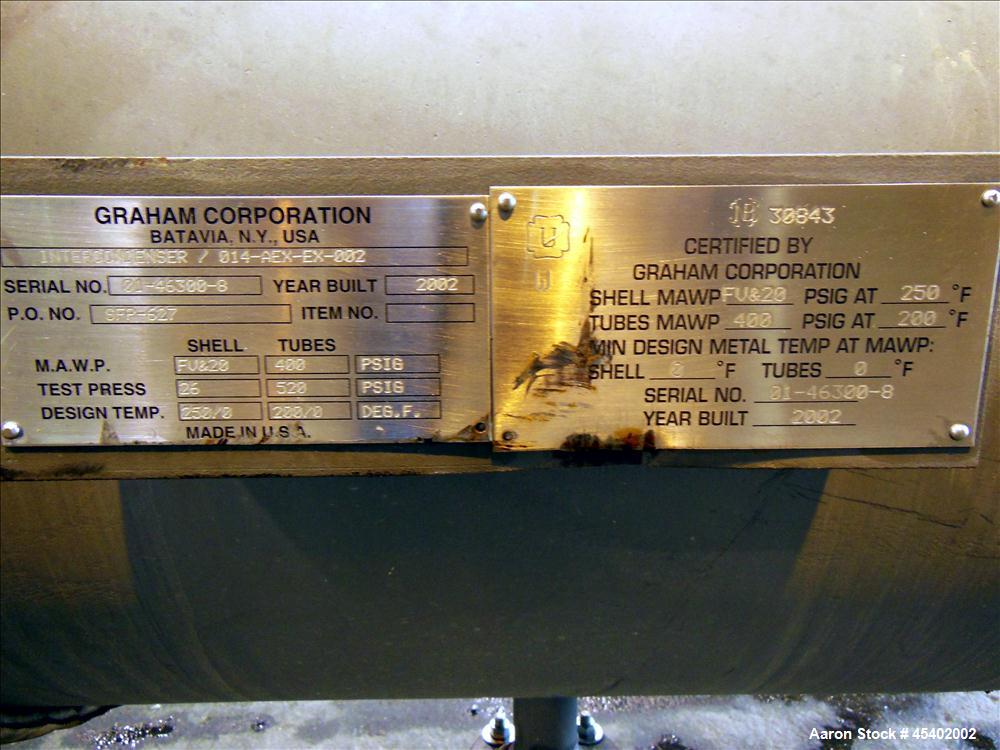 GRAHAM CORPORATION
BATAVIA, N.Y., USA
INTERCONDENSER / 014-AEX-EX-002
SERIAL NO. 01-46300-8 YEAR BUILT 2002
P.O. NO. SFP-627 ITEM NO.
SHELL TUBES
M.A.W.P. FV&20 400 PSIG
TEST PRESS 26 520 PSIG
DESIGN TEMP. 250/0 200/0 DEG.F.
MADE IN U.S.A.
30843
U
W
CERTIFIED BY
GRAHAM CORPORATION
SHELL MAWP FV&20 PSIG AT 250 °F
TUBES MAWP 400 PSIG AT 200 °F
MIN DESIGN METAL TEMP AT MAWP:
SHELL 0 °F TUBES 0 °F
SERIAL NO. 01-46300-8
YEAR BUILT 2002
Aaron Stock # 45402002